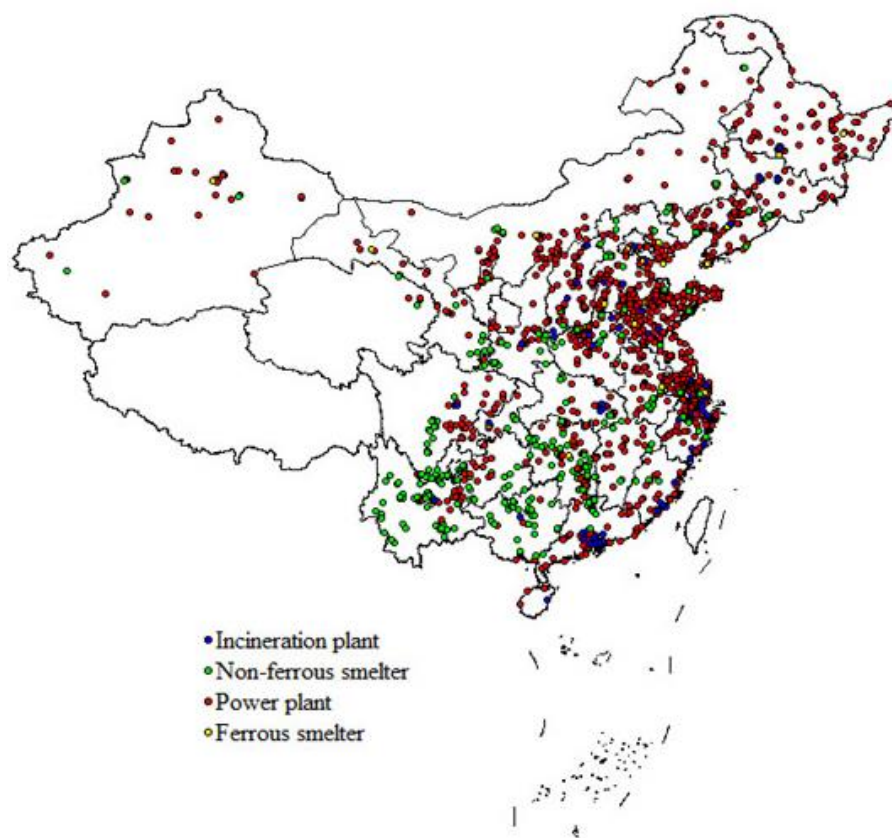 Incineration plant
Non-ferrous smelter
Power plant
Ferrous smelter